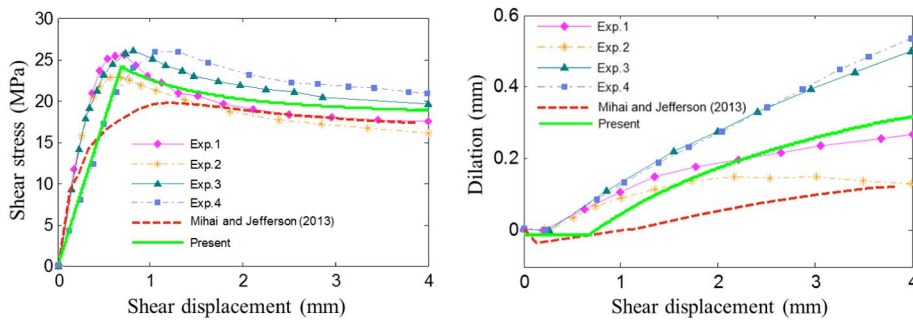 Shear stress (MPa)
30
25
20
15
10
5
0
Exp.1
Exp.2
Exp.3
Exp.4
Mihai and Jefferson (2013)
Present
0
1
2
3
4
Shear displacement (mm)
Dilation (mm)
0.6
0.4
0.2
0
Exp.1
Exp.2
Exp.3
Exp.4
Mihai and Jefferson (2013)
Present
0
1
2
3
4
Shear displacement (mm)